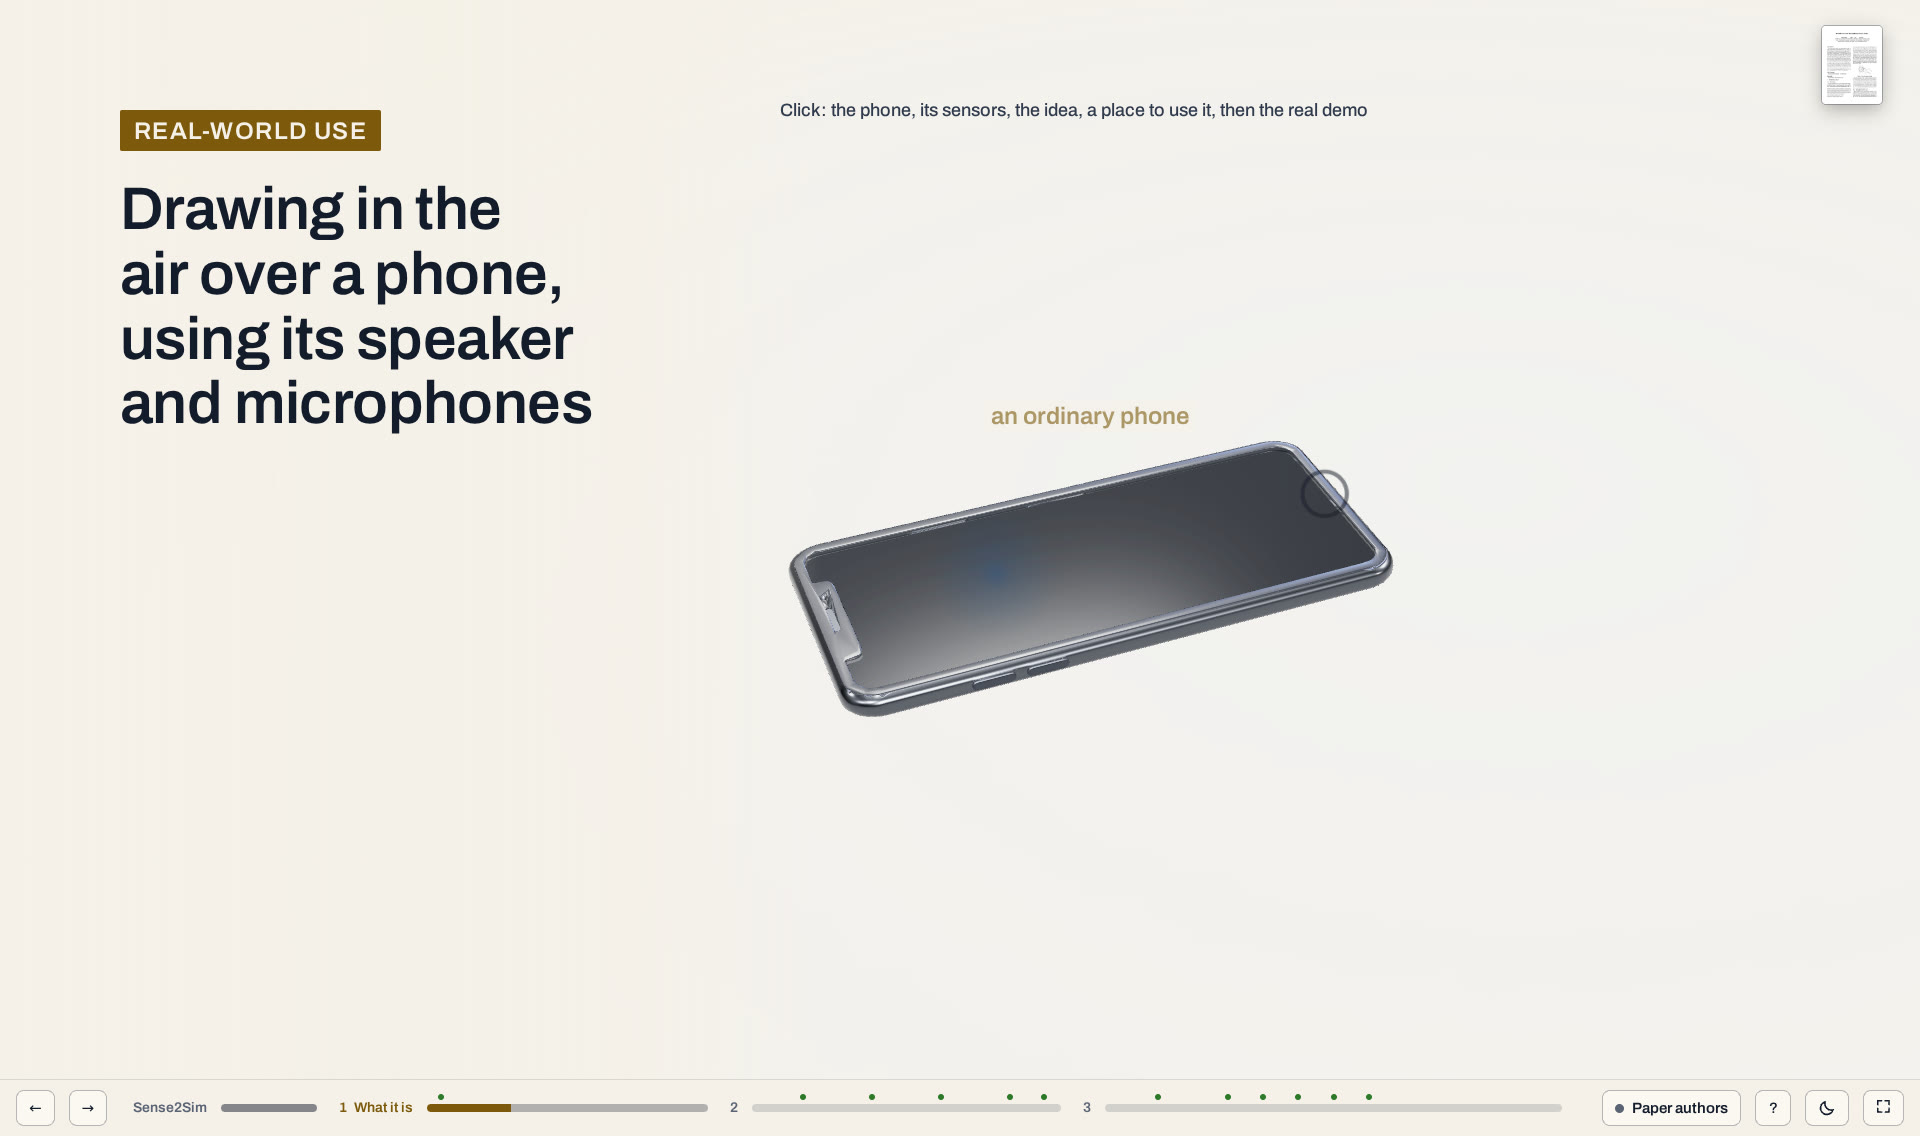 REAL-WORLD USE
Drawing in the
air over a phone,
using its speaker
and microphones
Click: the phone, its sensors, the idea, a place to use it, then the real demo
an ordinary phone
← → Sense2Sim 1 What it is 2 3 Paper authors ?